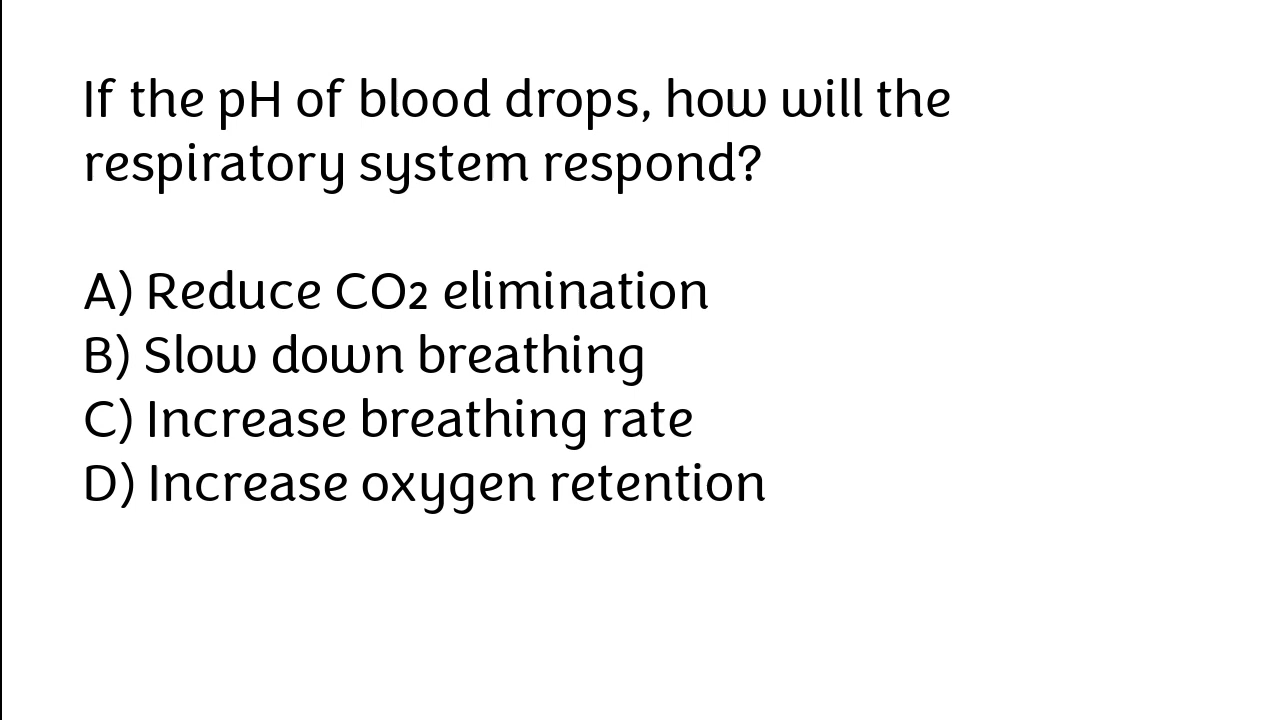 If the pH of blood drops, how will the
respiratory system respond?
A) Reduce CO2 elimination
B) Slow down breathing
C) Increase breathing rate
D) Increase oxygen retention